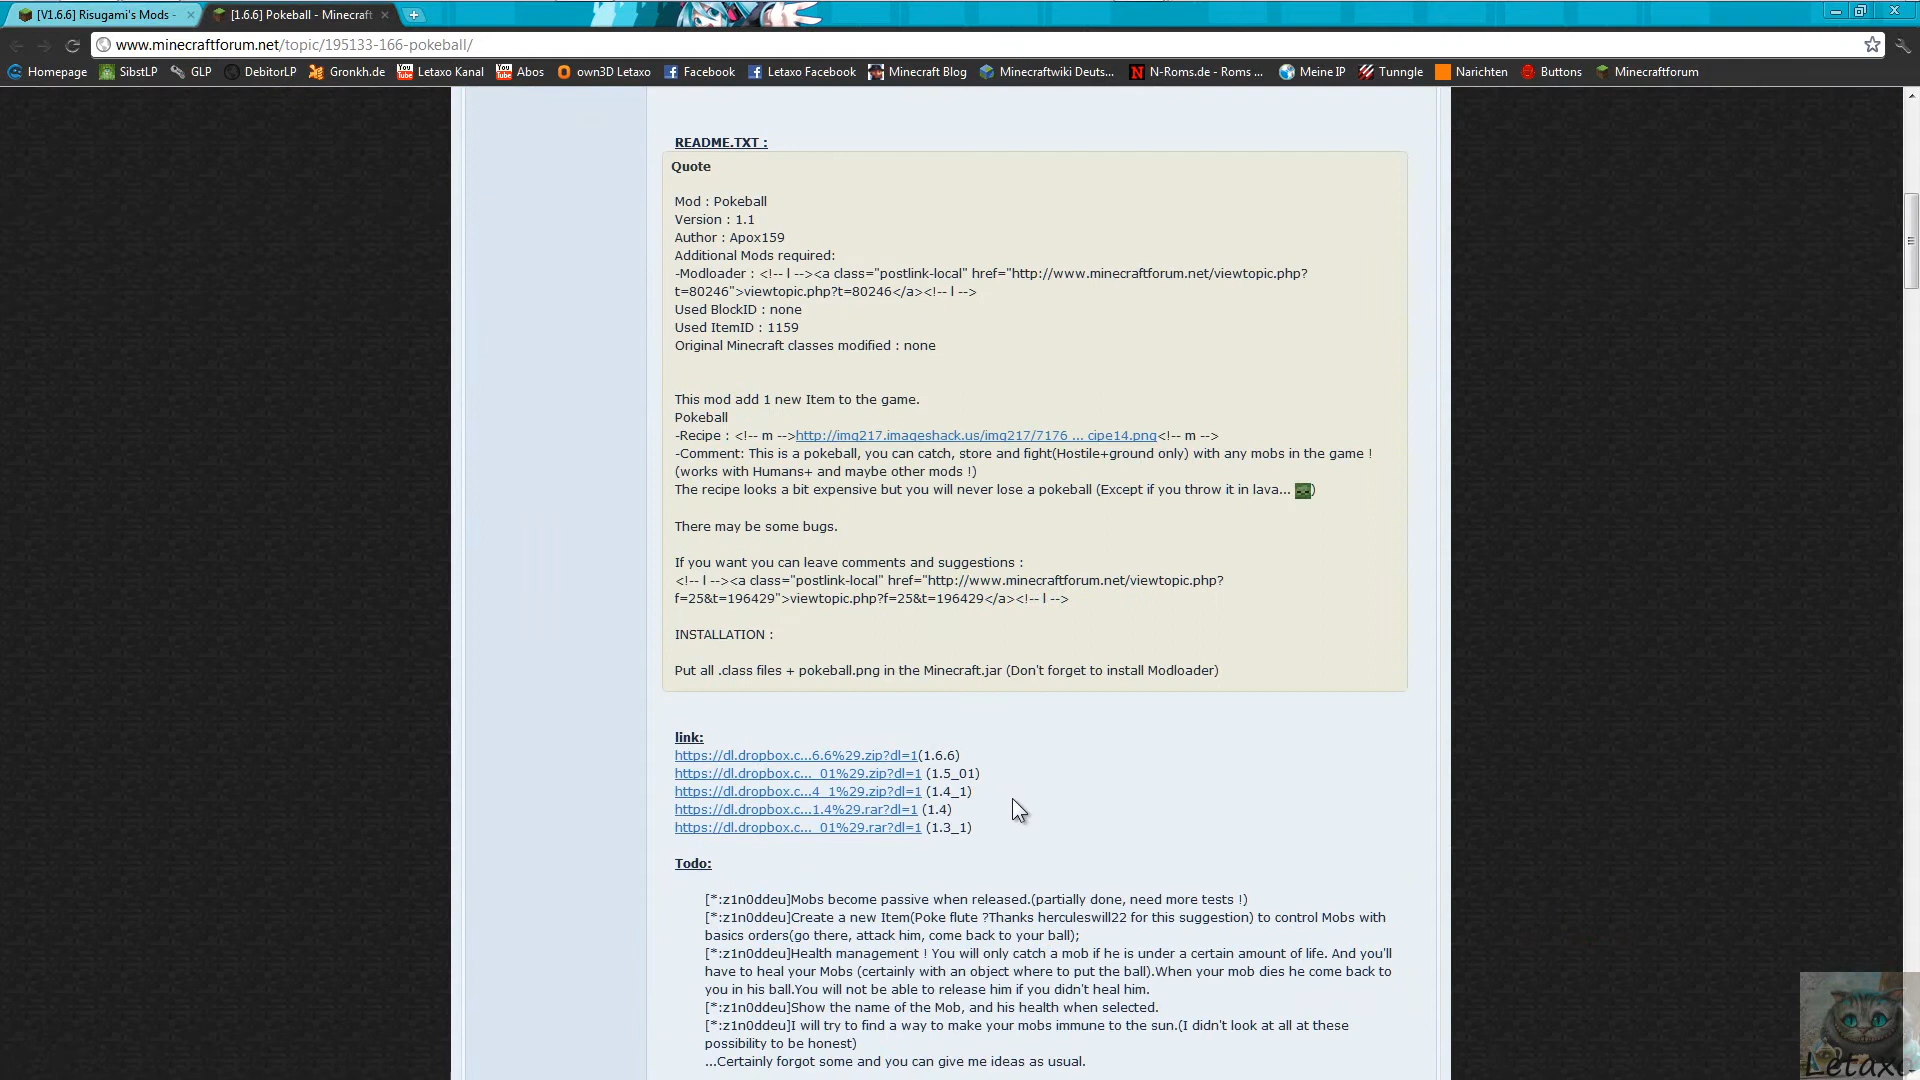 [V1.6.6] Risugami's Mods -
[1.6.6] Pokeball - Minecraft
www.minecraftforum.net/topic/195133-166-pokeball/
Homepage SibstLP GLP DebitorLP Gronkh.de Letaxo Kanal Abos own3D Letaxo Facebook Letaxo Facebook Minecraft Blog Minecraftwiki Deuts... N-Roms.de - Roms ... Meine IP Tunngle Narichten Buttons Minecraftforum
README.TXT :
Quote
Mod : Pokeball
Version : 1.1
Author : Apox159
Additional Mods required:
-Modloader : <!-- l --><a class="postlink-local" href="http://www.minecraftforum.net/viewtopic.php?
t=80246">viewtopic.php?t=80246</a><!-- l -->
Used BlockID : none
Used ItemID : 1159
Original Minecraft classes modified : none
This mod add 1 new Item to the game.
Pokeball
-Recipe : <!-- m -->http://img217.imageshack.us/img217/7176 ... cipe14.png<!-- m -->
-Comment: This is a pokeball, you can catch, store and fight(Hostile+ground only) with any mobs in the game !
(works with Humans+ and maybe other mods !)
The recipe looks a bit expensive but you will never lose a pokeball (Except if you throw it in lava... )
There may be some bugs.
If you want you can leave comments and suggestions :
<!-- l --><a class="postlink-local" href="http://www.minecraftforum.net/viewtopic.php?
f=25&t=196429">viewtopic.php?f=25&t=196429</a><!-- l -->
INSTALLATION :
Put all .class files + pokeball.png in the Minecraft.jar (Don't forget to install Modloader)
link:
https://dl.dropbox.c...6.6%29.zip?dl=1(1.6.6)
https://dl.dropbox.c..._01%29.zip?dl=1 (1.5_01)
https://dl.dropbox.c...4_1%29.zip?dl=1 (1.4_1)
https://dl.dropbox.c...1.4%29.rar?dl=1 (1.4)
https://dl.dropbox.c..._01%29.rar?dl=1 (1.3_1)
Todo:
[*:z1n0ddeu]Mobs become passive when released.(partially done, need more tests !)
[*:z1n0ddeu]Create a new Item(Poke flute ?Thanks herculeswill22 for this suggestion) to control Mobs with
basics orders(go there, attack him, come back to your ball);
[*:z1n0ddeu]Health management ! You will only catch a mob if he is under a certain amount of life. And you'll
have to heal your Mobs (certainly with an object where to put the ball).When your mob dies he come back to
you in his ball.You will not be able to release him if you didn't heal him.
[*:z1n0ddeu]Show the name of the Mob, and his health when selected.
[*:z1n0ddeu]I will try to find a way to make your mobs immune to the sun.(I didn't look at all at these
possibility to be honest)
...Certainly forgot some and you can give me ideas as usual.